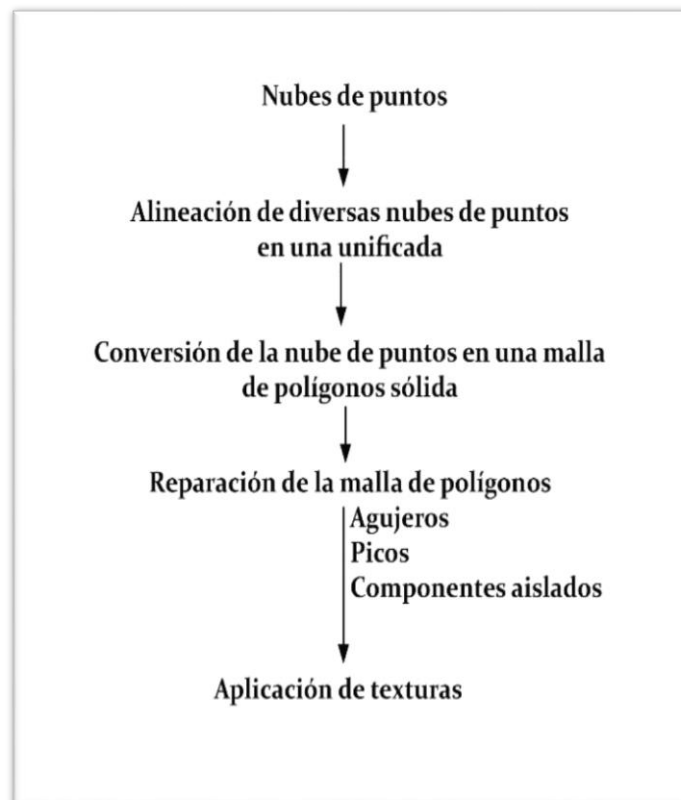 Nubes de puntos
Alineación de diversas nubes de puntos
en una unificada
Conversión de la nube de puntos en una malla
de polígonos sólida
Reparación de la malla de polígonos
Agujeros
Picos
Componentes aislados
Aplicación de texturas